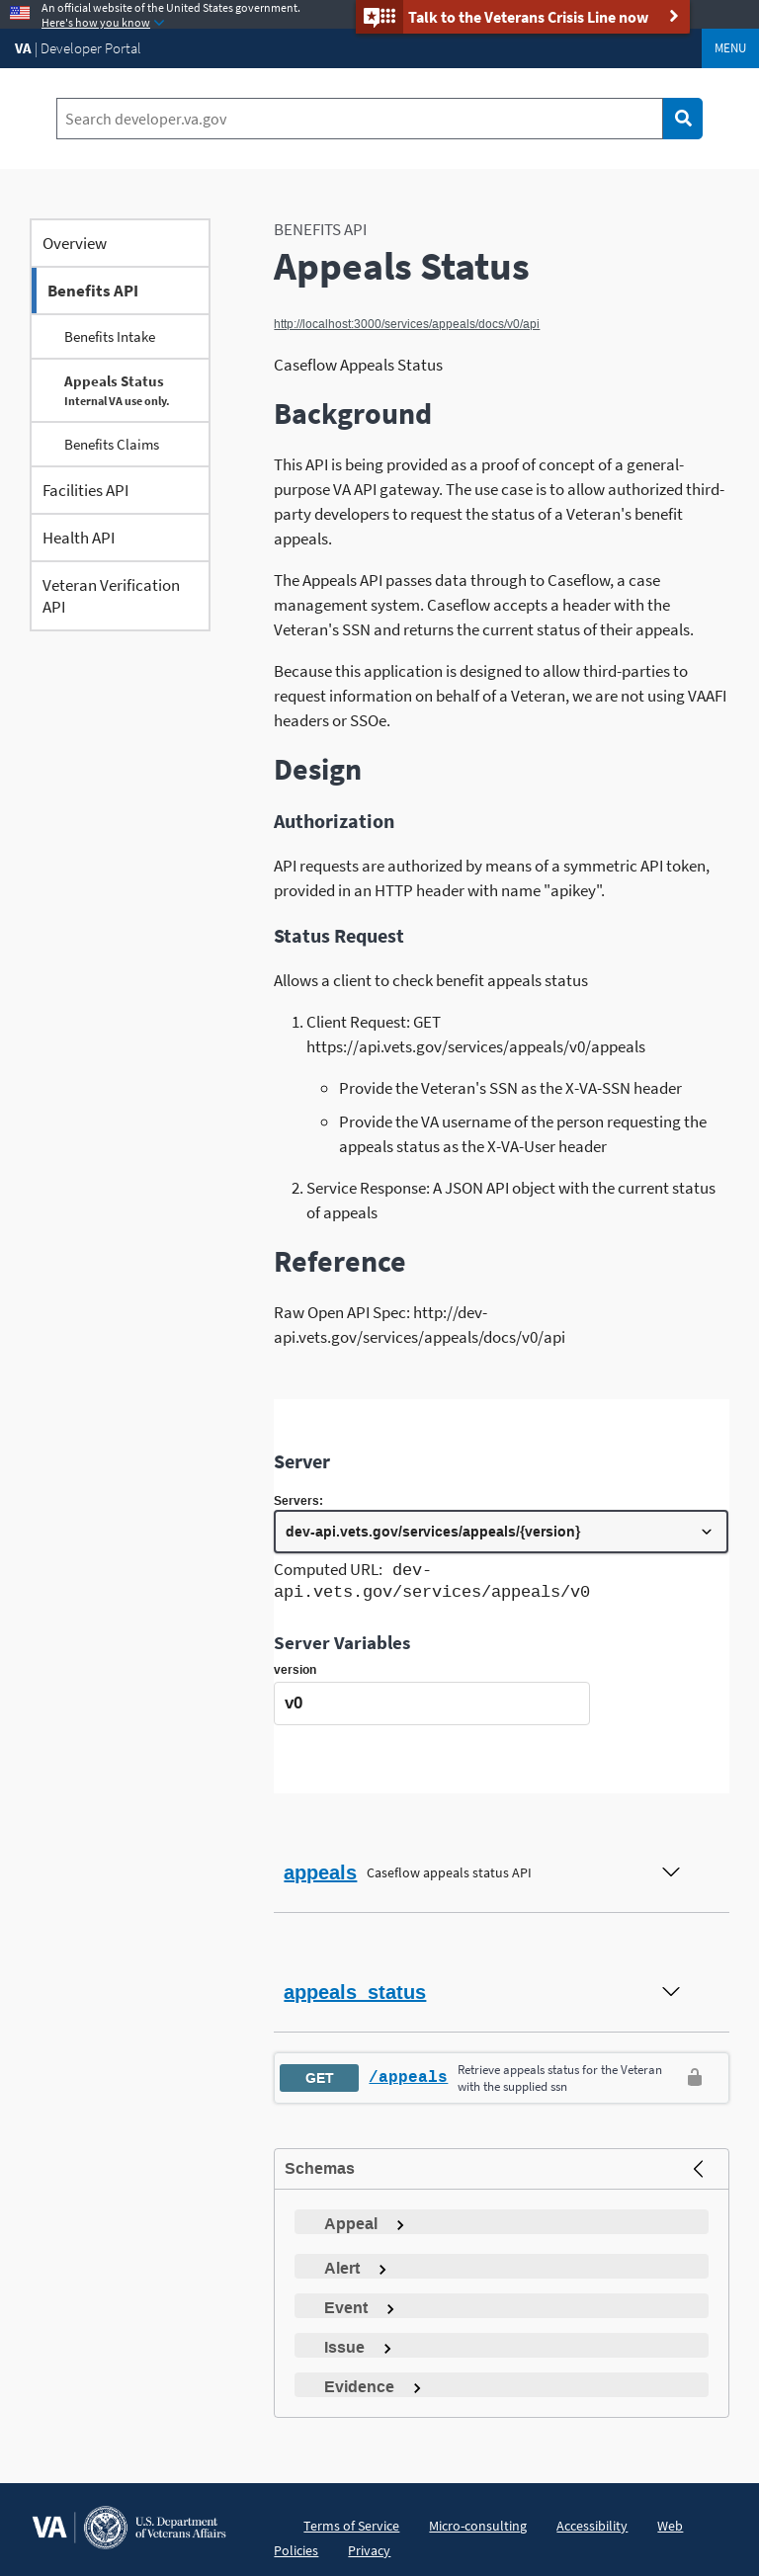 An official website of the United States government.
Here's how you know
Talk to the Veterans Crisis Line now
VA | Developer Portal
MENU
Search developer.va.gov
Overview
Benefits API
Benefits Intake
Appeals Status
Internal VA use only.
Benefits Claims
Facilities API
Health API
Veteran Verification
API
BENEFITS API
Appeals Status
http://localhost:3000/services/appeals/docs/v0/api
Caseflow Appeals Status
Background
This API is being provided as a proof of concept of a general-
purpose VA API gateway. The use case is to allow authorized third-
party developers to request the status of a Veteran's benefit
appeals.
The Appeals API passes data through to Caseflow, a case
management system. Caseflow accepts a header with the
Veteran's SSN and returns the current status of their appeals.
Because this application is designed to allow third-parties to
request information on behalf of a Veteran, we are not using VAAFI
headers or SSOe.
Design
Authorization
API requests are authorized by means of a symmetric API token,
provided in an HTTP header with name "apikey".
Status Request
Allows a client to check benefit appeals status
1. Client Request: GET
https://api.vets.gov/services/appeals/v0/appeals
◦ Provide the Veteran's SSN as the X-VA-SSN header
◦ Provide the VA username of the person requesting the
appeals status as the X-VA-User header
2. Service Response: A JSON API object with the current status
of appeals
Reference
Raw Open API Spec: http://dev-
api.vets.gov/services/appeals/docs/v0/api
Server
Servers:
dev-api.vets.gov/services/appeals/{version}
Computed URL: dev-
api.vets.gov/services/appeals/v0
Server Variables
version
v0
appeals Caseflow appeals status API
appeals_status
GET /appeals Retrieve appeals status for the Veteran
with the supplied ssn
Schemas
Appeal
Alert
Event
Issue
Evidence
VA U.S. Department
of Veterans Affairs
Terms of Service Micro-consulting Accessibility Web
Policies Privacy